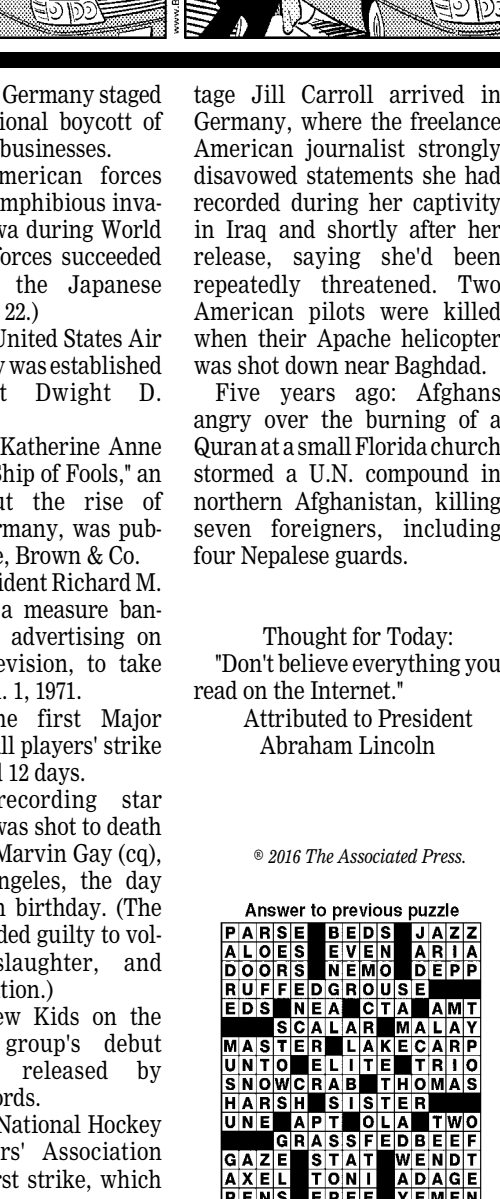 Germany staged
ional boycott of
businesses.
merican forces
mphibious inva-
wa during World
forces succeeded
the Japanese
22.)
United States Air
y was established
t Dwight D.
Katherine Anne
Ship of Fools," an
ut the rise of
rmany, was pub-
e, Brown & Co.
ident Richard M.
a measure ban-
advertising on
evision, to take
. 1, 1971.
he first Major
ll players' strike
d 12 days.
recording star
was shot to death
Marvin Gay (cq),
ngeles, the day
h birthday. (The
ded guilty to vol-
slaughter, and
tion.)
ew Kids on the
group's debut
released by
ords.
National Hockey
rs' Association
rst strike, which
tage Jill Carroll arrived in
Germany, where the freelance
American journalist strongly
disavowed statements she had
recorded during her captivity
in Iraq and shortly after her
release, saying she'd been
repeatedly threatened. Two
American pilots were killed
when their Apache helicopter
was shot down near Baghdad.
Five years ago: Afghans
angry over the burning of a
Quran at a small Florida church
stormed a U.N. compound in
northern Afghanistan, killing
seven foreigners, including
four Nepalese guards.
Thought for Today:
"Don't believe everything you
read on the Internet."
Attributed to President
Abraham Lincoln
® 2016 The Associated Press.
Answer to previous puzzle
PARSE BEDS JAZZ
ALOES EVEN ARIA
DOORS NEMO DEPP
RUFFEDGROUSE
EDS NEA CTA AMT
SCALAR MALAY
MASTER LAKECARP
UNTO ELITE TRIO
SNOWCRAB THOMAS
HARSH SISTER
UNE APT OLA TWO
GRASSFEDBEEF
GAZE STAT WENDT
AXEL TONI ADAGE